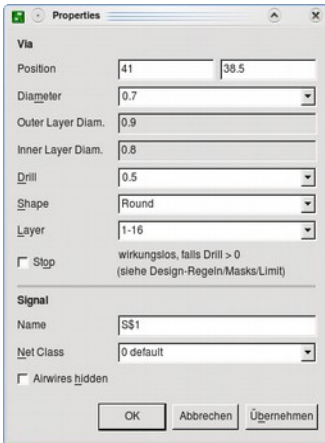 Properties
Via
Position 41 38.5
Diameter 0.7
Outer Layer Diam. 0.9
Inner Layer Diam. 0.8
Drill 0.5
Shape Round
Layer 1-16
Stop wirkungslos, falls Drill > 0
(siehe Design-Regeln/Masks/Limit)
Signal
Name S$1
Net Class 0 default
Airwires hidden
OK Abbrechen Übernehmen